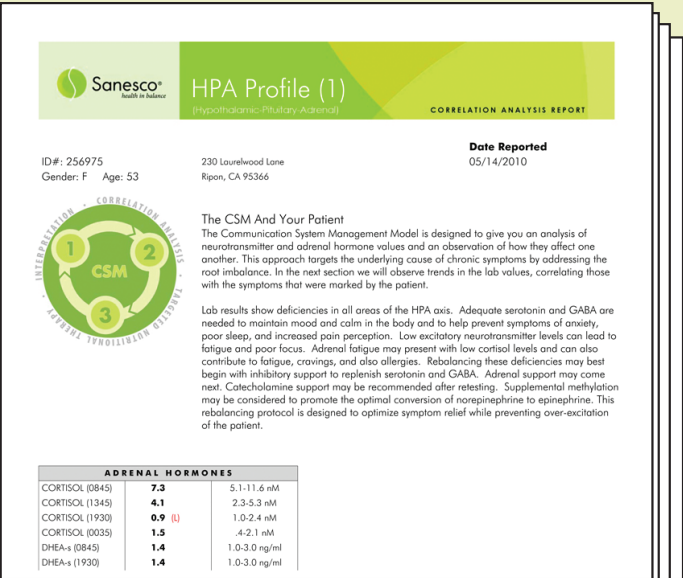 Sanesco®
health in balance
HPA Profile (1)
(Hypothalamic-Pituitary-Adrenal)
CORRELATION ANALYSIS REPORT
Date Reported
05/14/2010
ID#: 256975
Gender: F Age: 53
230 Laurelwood Lane
Ripon, CA 95366
INTERPRETATION • CORRELATION ANALYSIS • TARGETED NUTRITIONAL THERAPY •
1
2
CSM
3
The CSM And Your Patient
The Communication System Management Model is designed to give you an analysis of
neurotransmitter and adrenal hormone values and an observation of how they affect one
another. This approach targets the underlying cause of chronic symptoms by addressing the
root imbalance. In the next section we will observe trends in the lab values, correlating those
with the symptoms that were marked by the patient.
Lab results show deficiencies in all areas of the HPA axis. Adequate serotonin and GABA are
needed to maintain mood and calm in the body and to help prevent symptoms of anxiety,
poor sleep, and increased pain perception. Low excitatory neurotransmitter levels can lead to
fatigue and poor focus. Adrenal fatigue may present with low cortisol levels and can also
contribute to fatigue, cravings, and also allergies. Rebalancing these deficiencies may best
begin with inhibitory support to replenish serotonin and GABA. Adrenal support may come
next. Catecholamine support may be recommended after retesting. Supplemental methylation
may be considered to promote the optimal conversion of norepinephrine to epinephrine. This
rebalancing protocol is designed to optimize symptom relief while preventing over-excitation
of the patient.
ADRENAL HORMONES
CORTISOL (0845) 7.3 5.1-11.6 nM
CORTISOL (1345) 4.1 2.3-5.3 nM
CORTISOL (1930) 0.9 (L) 1.0-2.4 nM
CORTISOL (0035) 1.5 .4-2.1 nM
DHEA-s (0845) 1.4 1.0-3.0 ng/ml
DHEA-s (1930) 1.4 1.0-3.0 ng/ml